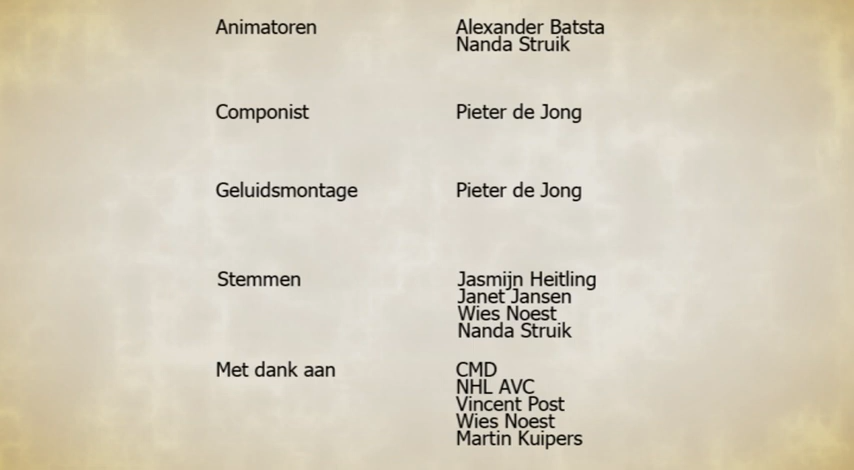 Animatoren Alexander Batsta
Nanda Struik
Componist Pieter de Jong
Geluidsmontage Pieter de Jong
Stemmen Jasmijn Heitling
Janet Jansen
Wies Noest
Nanda Struik
Met dank aan CMD
NHL AVC
Vincent Post
Wies Noest
Martin Kuipers